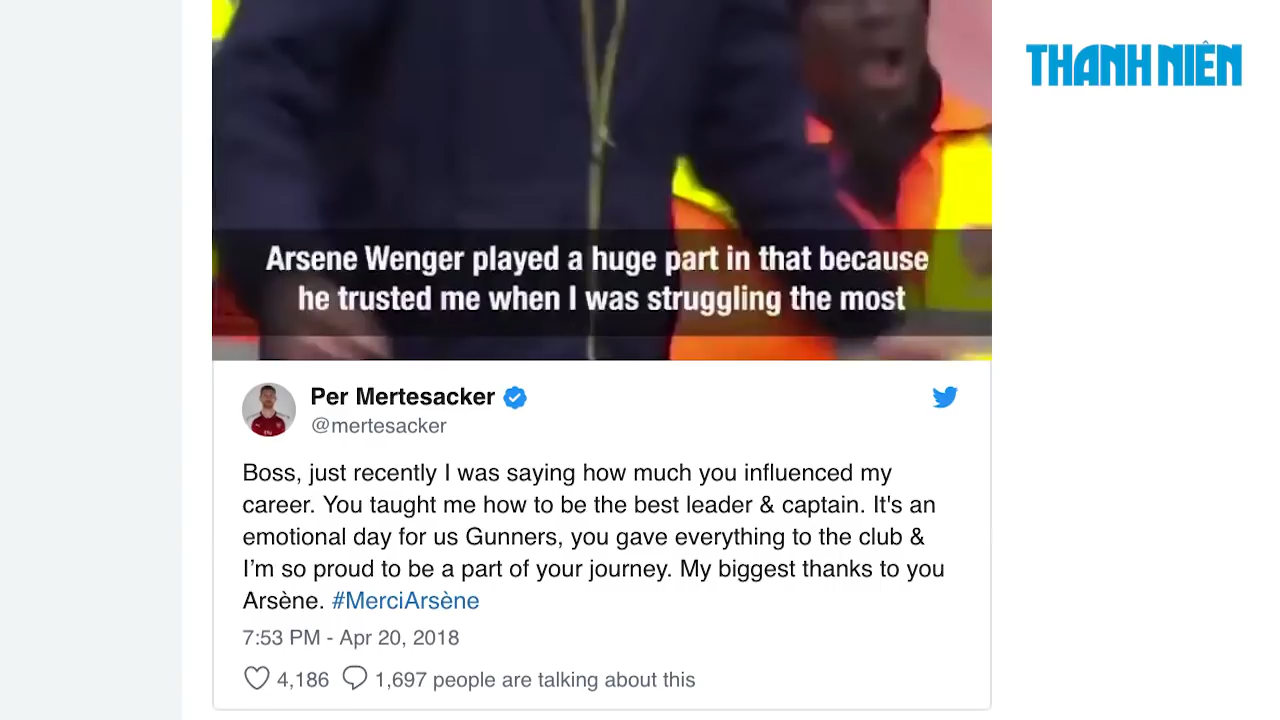 THANH NIÊN
Arsene Wenger played a huge part in that because
he trusted me when I was struggling the most
Per Mertesacker
@mertesacker
Boss, just recently I was saying how much you influenced my
career. You taught me how to be the best leader & captain. It's an
emotional day for us Gunners, you gave everything to the club &
I’m so proud to be a part of your journey. My biggest thanks to you
Arsène. #MerciArsène
7:53 PM - Apr 20, 2018
4,186 1,697 people are talking about this